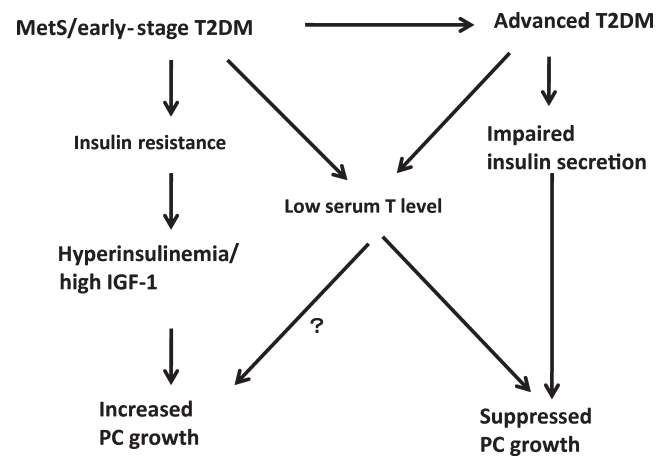 MetS/early-stage T2DM
Advanced T2DM
Insulin resistance
Impaired
insulin secretion
Low serum T level
Hyperinsulinemia/
high IGF-1
?
Increased
PC growth
Suppressed
PC growth